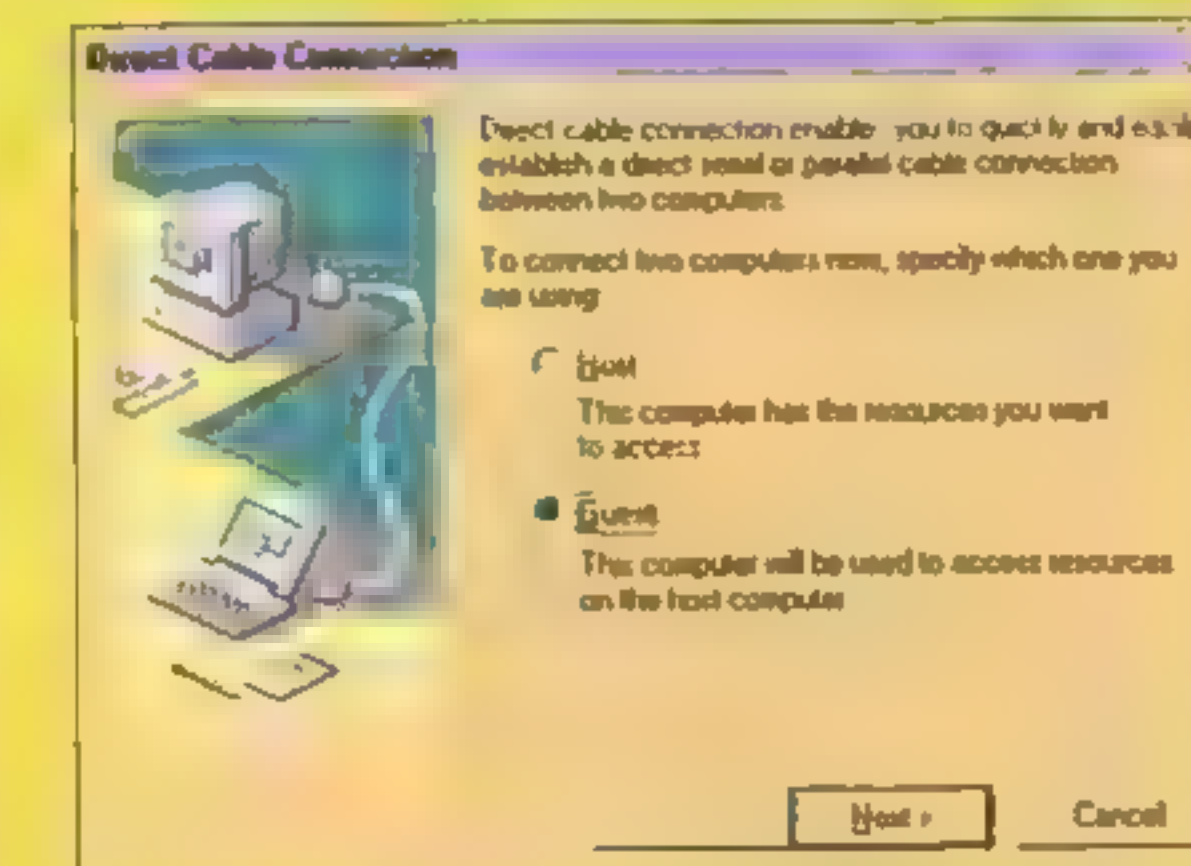 Direct Cable Connection
Direct cable connection enables you to quickly and easily
establish a direct serial or parallel cable connection
between two computers.
To connect two computers now, specify which one you
are using:
Host
This computer has the resources you want
to access.
Guest
This computer will be used to access resources
on the host computer.
Next >
Cancel